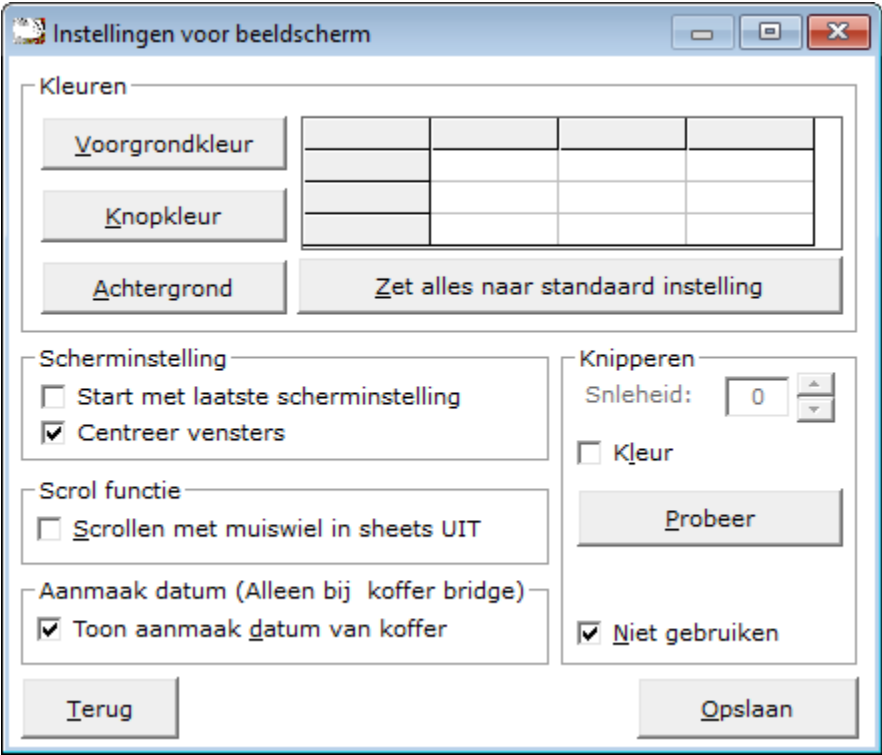 Instellingen voor beeldscherm
Kleuren
Voorgrondkleur
Knopkleur
Achtergrond
Zet alles naar standaard instelling
Scherminstelling
Start met laatste scherminstelling
Centreer vensters
Scrol functie
Scrollen met muiswiel in sheets UIT
Aanmaak datum (Alleen bij  koffer bridge)
Toon aanmaak datum van koffer
Knipperen
Snleheid: 0
Kleur
Probeer
Niet gebruiken
Terug
Opslaan